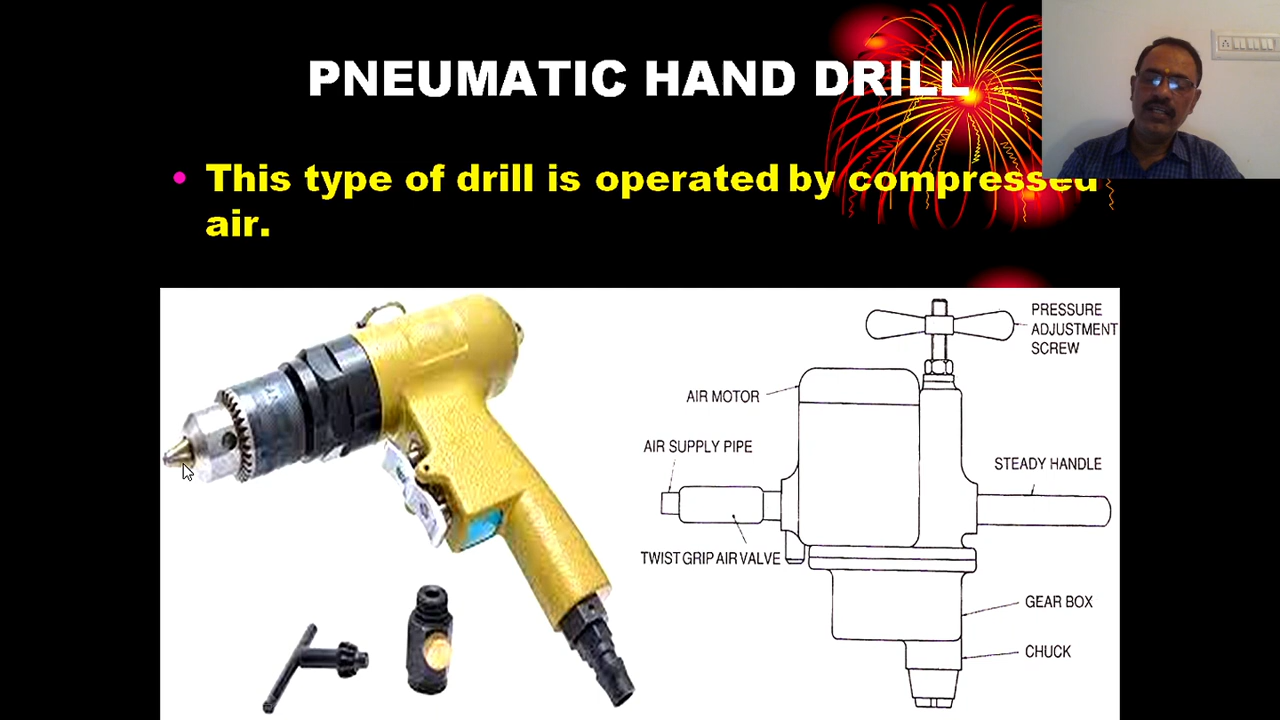 PNEUMATIC HAND DRILL
• This type of drill is operated by compressed
air.
PRESSURE
ADJUSTMENT
SCREW
AIR MOTOR
AIR SUPPLY PIPE
STEADY HANDLE
TWIST GRIP AIR VALVE
GEAR BOX
CHUCK